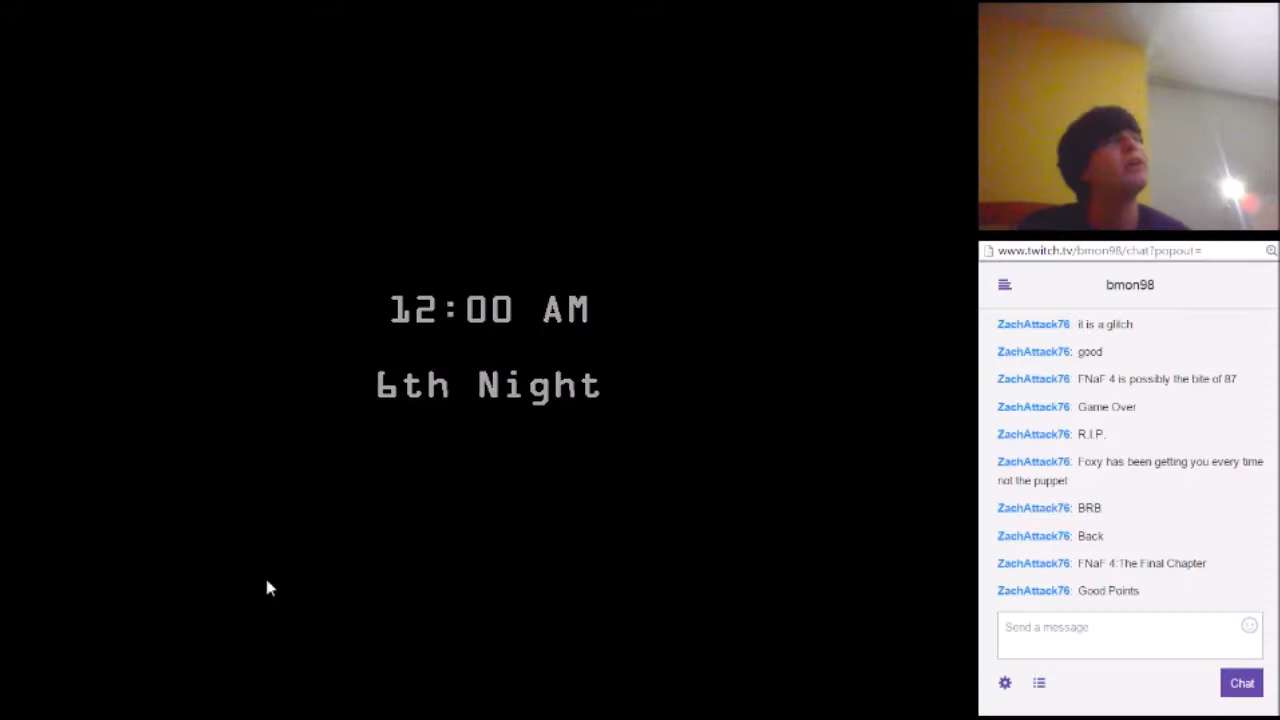 12:00 AM
6th Night
www.twitch.tv/bmon98/chat?popout=
bmon98
ZachAttack76: it is a glitch
ZachAttack76: good
ZachAttack76: FNaF 4 is possibly the bite of 87
ZachAttack76: Game Over
ZachAttack76: R.I.P.
ZachAttack76: Foxy has been getting you every time
not the puppet
ZachAttack76: BRB
ZachAttack76: Back
ZachAttack76: FNaF 4:The Final Chapter
ZachAttack76: Good Points
Send a message
Chat